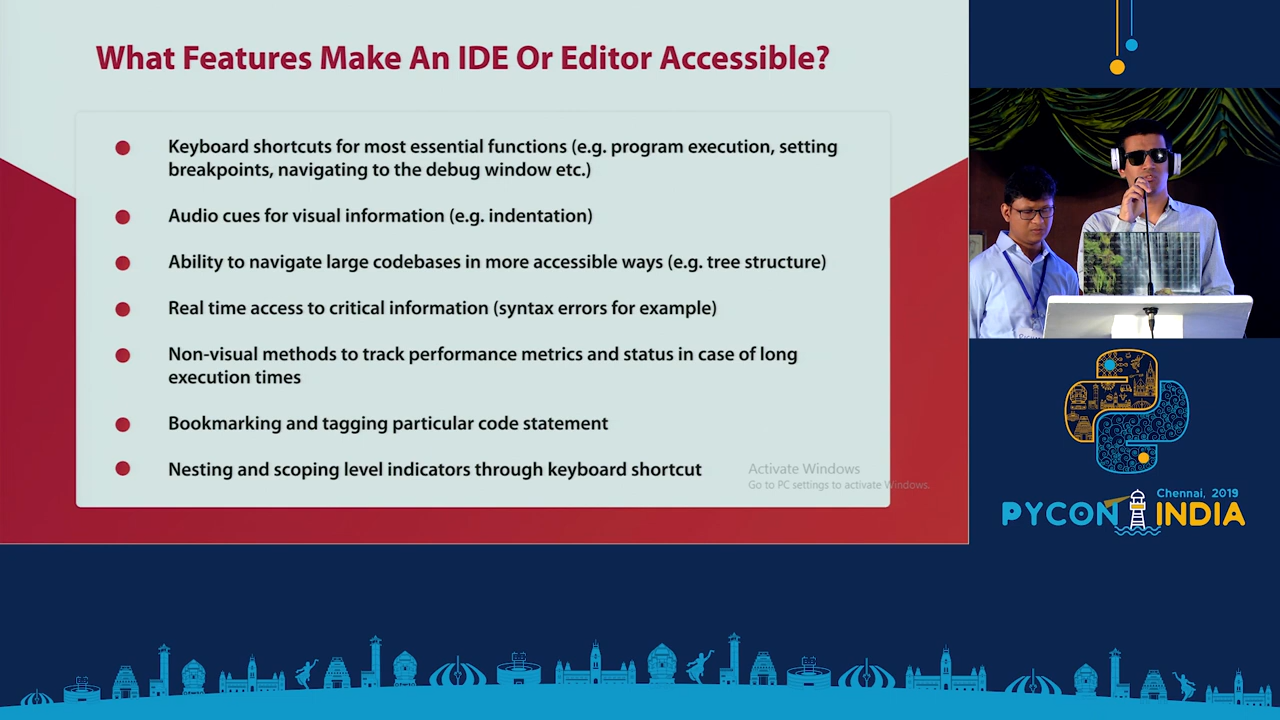 What Features Make An IDE Or Editor Accessible?
Keyboard shortcuts for most essential functions (e.g. program execution, setting
breakpoints, navigating to the debug window etc.)
Audio cues for visual information (e.g. indentation)
Ability to navigate large codebases in more accessible ways (e.g. tree structure)
Real time access to critical information (syntax errors for example)
Non-visual methods to track performance metrics and status in case of long
execution times
Bookmarking and tagging particular code statement
Nesting and scoping level indicators through keyboard shortcut
Activate Windows
Go to PC settings to activate Windows.
Chennai, 2019
PYCON INDIA